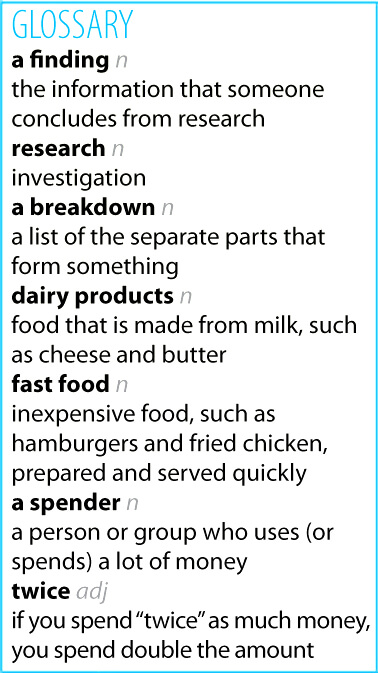 GLOSSARY
a finding n
the information that someone
concludes from research
research n
investigation
a breakdown n
a list of the separate parts that
form something
dairy products n
food that is made from milk, such
as cheese and butter
fast food n
inexpensive food, such as
hamburgers and fried chicken,
prepared and served quickly
a spender n
a person or group who uses (or
spends) a lot of money
twice adj
if you spend “twice” as much money,
you spend double the amount